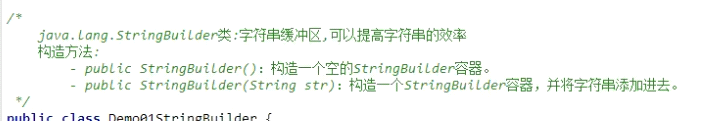 /*
java.lang.StringBuilder类:字符串缓冲区,可以提高字符串的效率
构造方法:
- public StringBuilder()：构造一个空的StringBuilder容器。
- public StringBuilder(String str)：构造一个StringBuilder容器，并将字符串添加进去。
*/
public class Demo01StringBuilder {